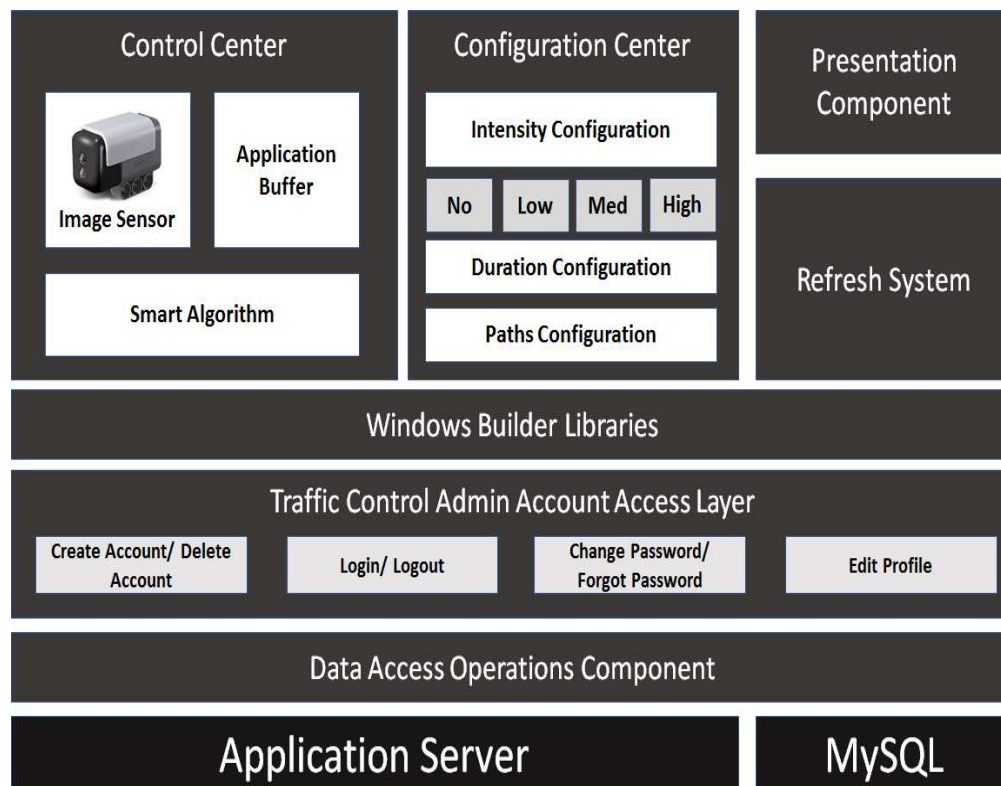 Control Center
Image Sensor
Application
Buffer
Smart Algorithm
Configuration Center
Intensity Configuration
No
Low
Med
High
Duration Configuration
Paths Configuration
Presentation
Component
Refresh System
Windows Builder Libraries
Traffic Control Admin Account Access Layer
Create Account/ Delete
Account
Login/ Logout
Change Password/
Forgot Password
Edit Profile
Data Access Operations Component
Application Server
MySQL